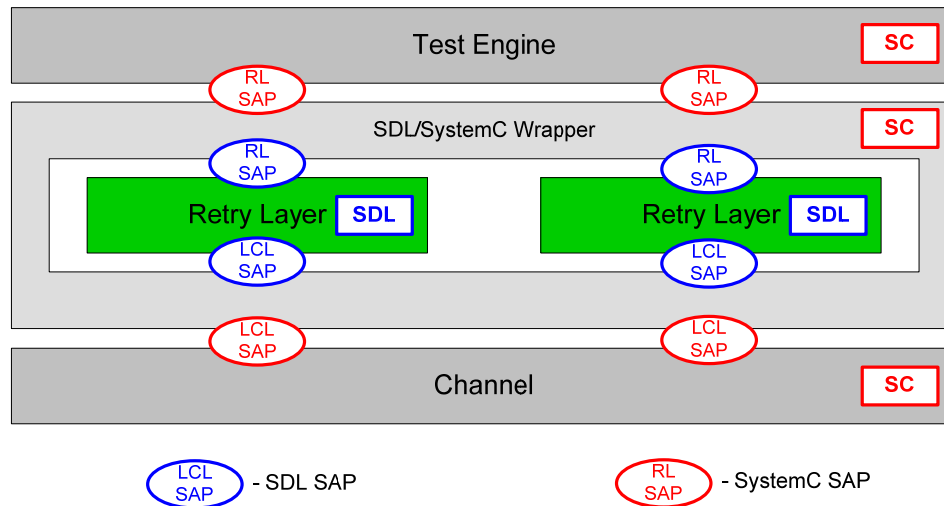 Test Engine
SC
RL
SAP
RL
SAP
SDL/SystemC Wrapper
SC
RL
SAP
RL
SAP
Retry Layer
SDL
Retry Layer
SDL
LCL
SAP
LCL
SAP
LCL
SAP
LCL
SAP
Channel
SC
LCL
SAP
- SDL SAP
RL
SAP
- SystemC SAP